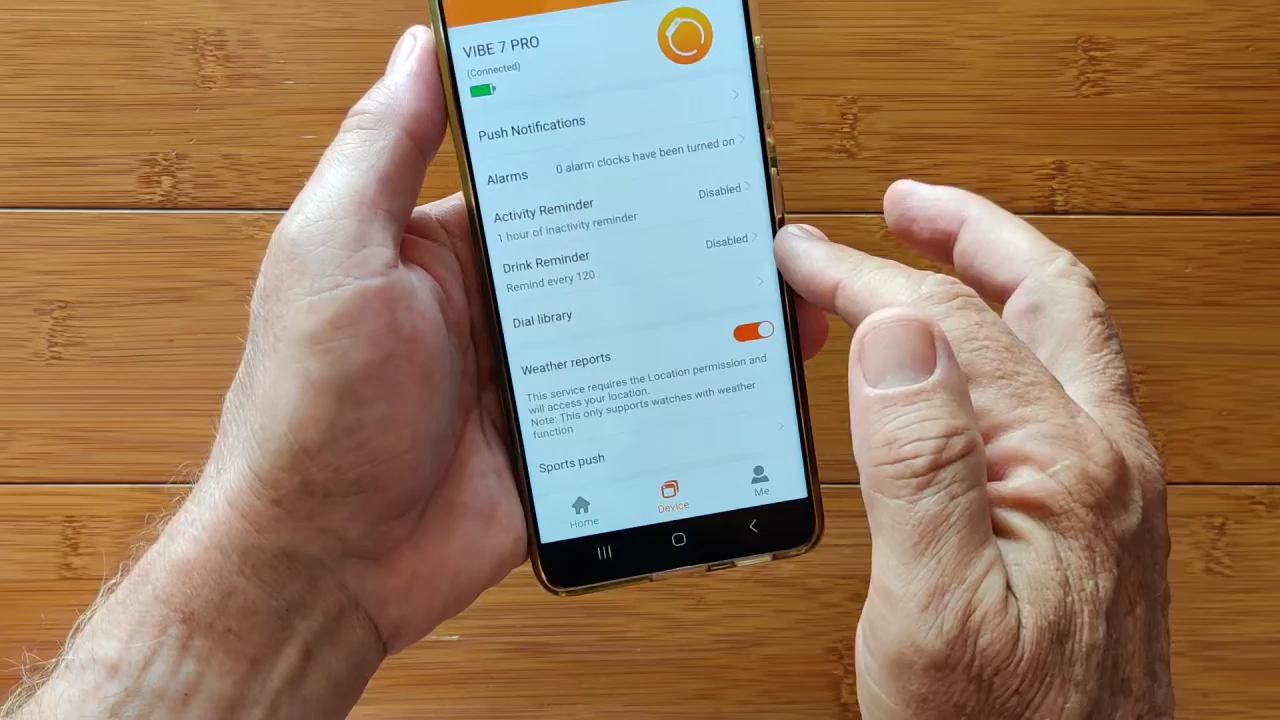 VIBE 7 PRO
(Connected)
Push Notifications
Alarms 0 alarm clocks have been turned on
Activity Reminder Disabled
1 hour of inactivity reminder
Drink Reminder Disabled
Remind every 120
Dial library
Weather reports
This service requires the Location permission and
will access your location.
Note: This only supports watches with weather
function
Sports push
Home Device Me